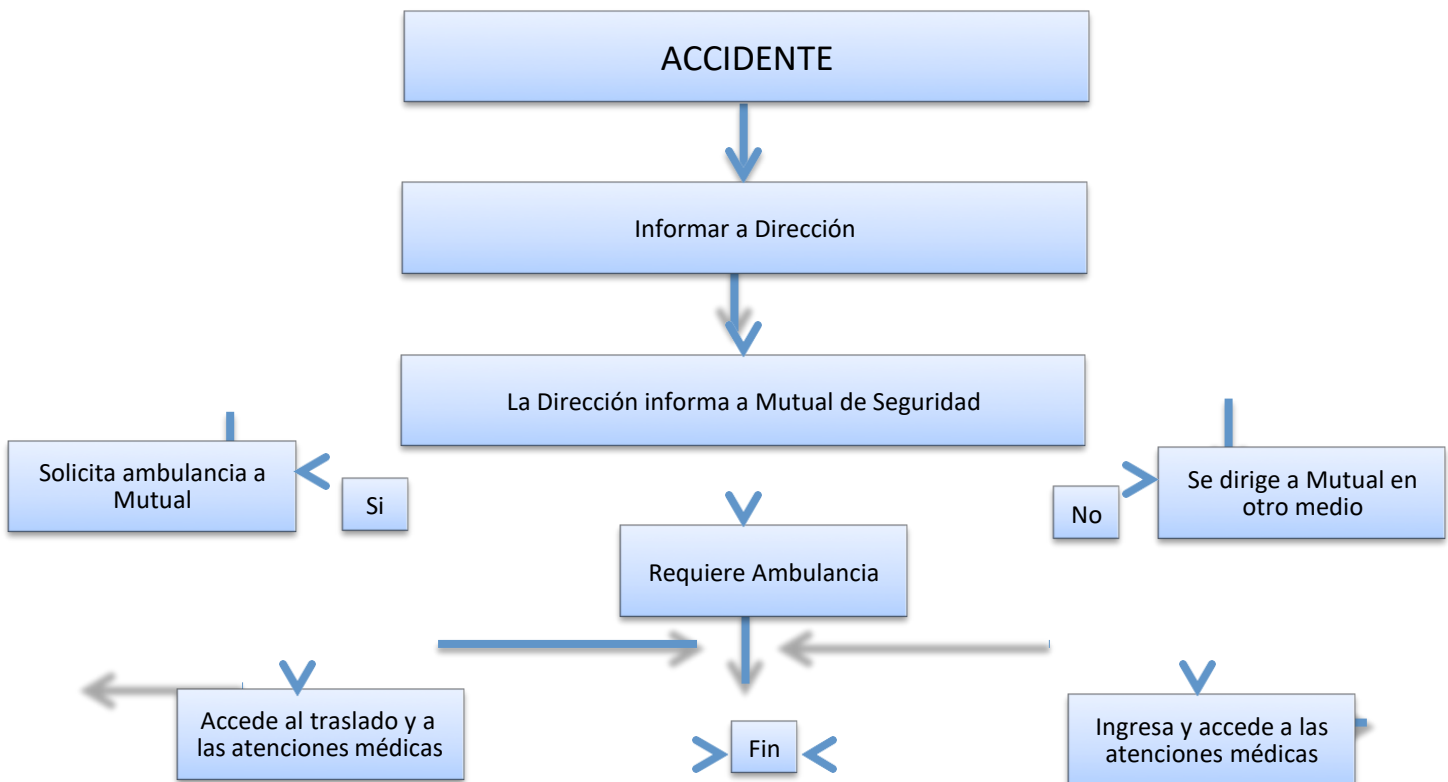 ACCIDENTE
Informar a Dirección
La Dirección informa a Mutual de Seguridad
Solicita ambulancia a
Mutual
Si
No
Se dirige a Mutual en
otro medio
Requiere Ambulancia
Accede al traslado y a
las atenciones médicas
Fin
Ingresa y accede a las
atenciones médicas